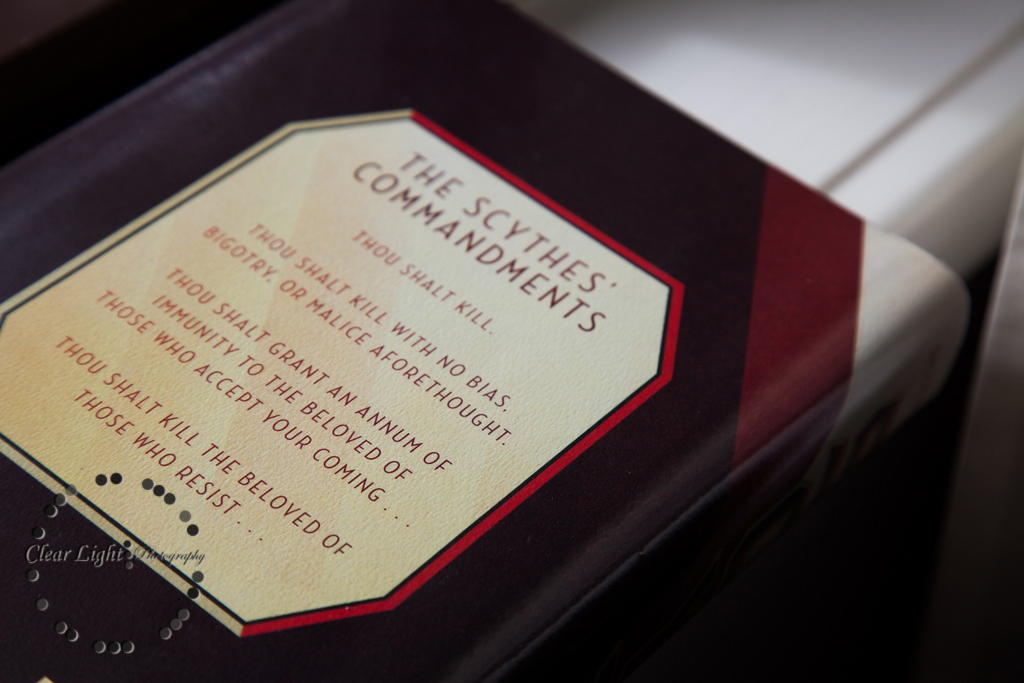 THE SCYTHES'
COMMANDMENTS
THOU SHALT KILL.
THOU SHALT KILL WITH NO BIAS,
BIGOTRY, OR MALICE AFORETHOUGHT.
THOU SHALT GRANT AN ANNUM OF
IMMUNITY TO THE BELOVED OF
THOSE WHO ACCEPT YOUR COMING . . .
THOU SHALT KILL THE BELOVED OF
THOSE WHO RESIST . . .
Clear Light Photography